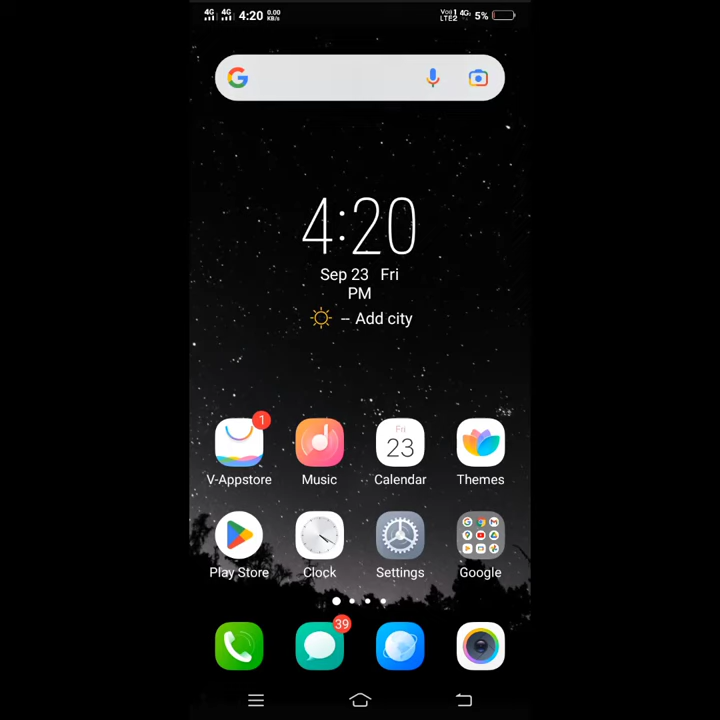 4G 4G 4:20 0.00 KB/s
Vo) 1 4G LTE2 5%
4:20
Sep 23 Fri
PM
-- Add city
1
Fri
23
V-Appstore Music Calendar Themes
Play Store Clock Settings Google
39